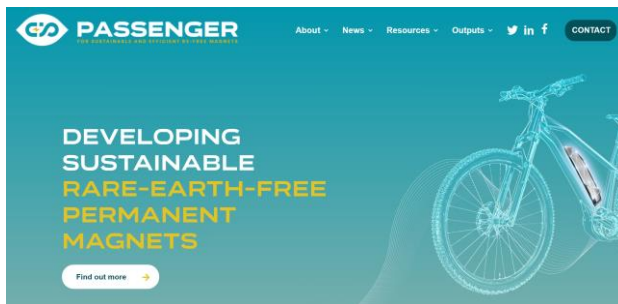 PASSENGER
FOR SUSTAINABLE AND EFFICIENT RE-FREE MAGNETS
About
News
Resources
Outputs
CONTACT
DEVELOPING
SUSTAINABLE
RARE-EARTH-FREE
PERMANENT
MAGNETS
Find out more